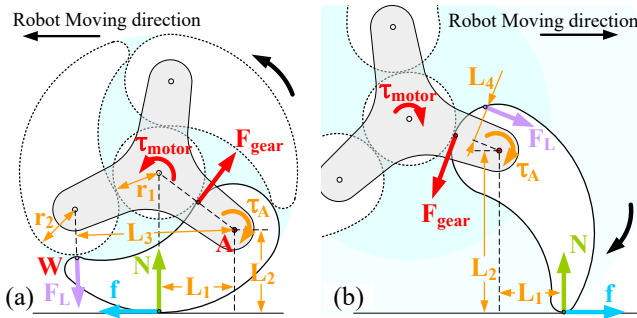 Robot Moving direction
τmotor
Fgear
r1
τA
r2
L3
A
W
N
L2
L1
FL
f
(a)
Robot Moving direction
L4
τmotor
FL
τA
Fgear
L2
N
L1
f
(b)